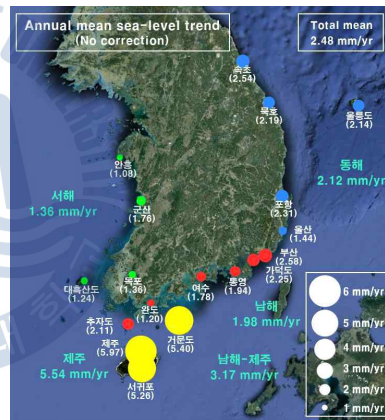 Annual mean sea-level trend
(No correction)
Total mean
2.48 mm/yr
속초
(2.54)
묵호
(2.19)
울릉도
(2.14)
안흥
(1.08)
동해
2.12 mm/yr
서해
1.36 mm/yr
군산
(1.76)
포항
(2.31)
울산
(1.44)
부산
(2.58)
가덕도
(2.25)
대흑산도
(1.24)
목포
(1.36)
여수
(1.78)
통영
(1.94)
완도
(1.20)
남해
1.98 mm/yr
추자도
(2.11)
거문도
(5.40)
제주
(5.97)
제주
5.54 mm/yr
남해-제주
3.17 mm/yr
서귀포
(5.26)
6 mm/yr
5 mm/yr
4 mm/yr
3 mm/yr
2 mm/yr
1 mm/yr